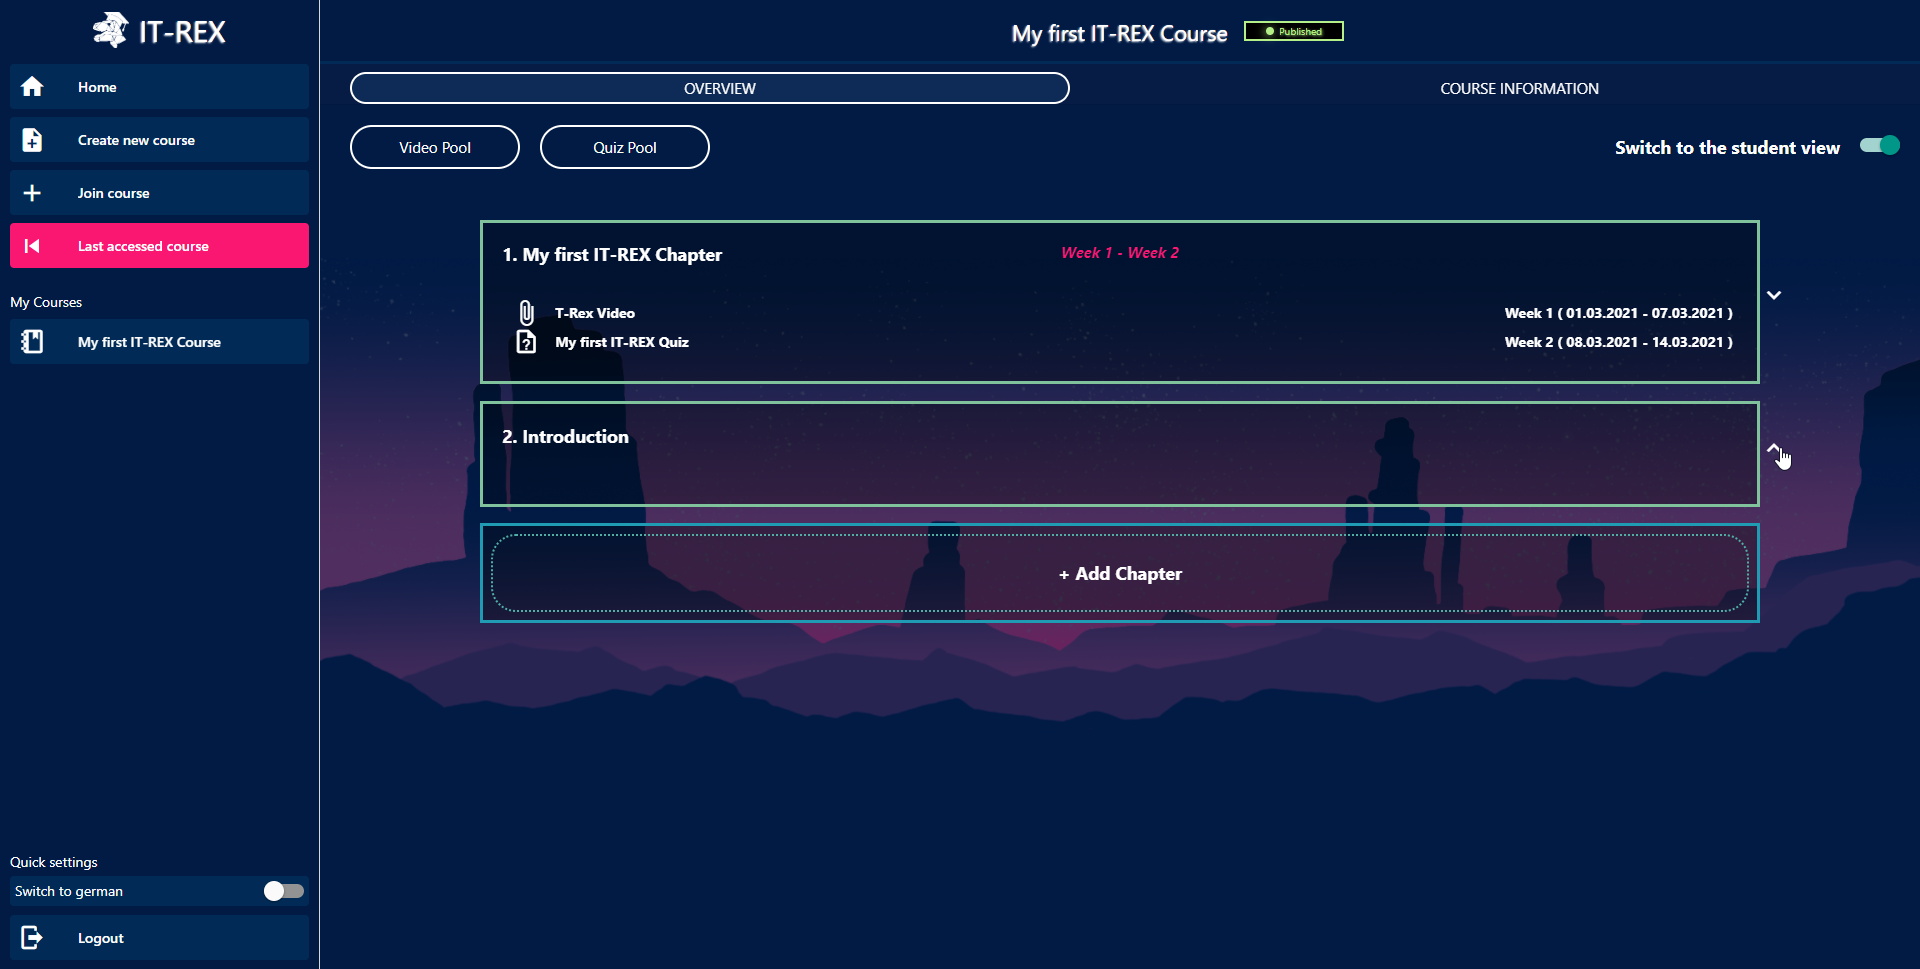 IT-REX
Home
Create new course
Join course
Last accessed course
My Courses
My first IT-REX Course
Quick settings
Switch to german
Logout
My first IT-REX Course
Published
OVERVIEW
COURSE INFORMATION
Video Pool
Quiz Pool
Switch to the student view
1. My first IT-REX Chapter
Week 1 - Week 2
T-Rex Video
Week 1 ( 01.03.2021 - 07.03.2021 )
My first IT-REX Quiz
Week 2 ( 08.03.2021 - 14.03.2021 )
2. Introduction
+ Add Chapter